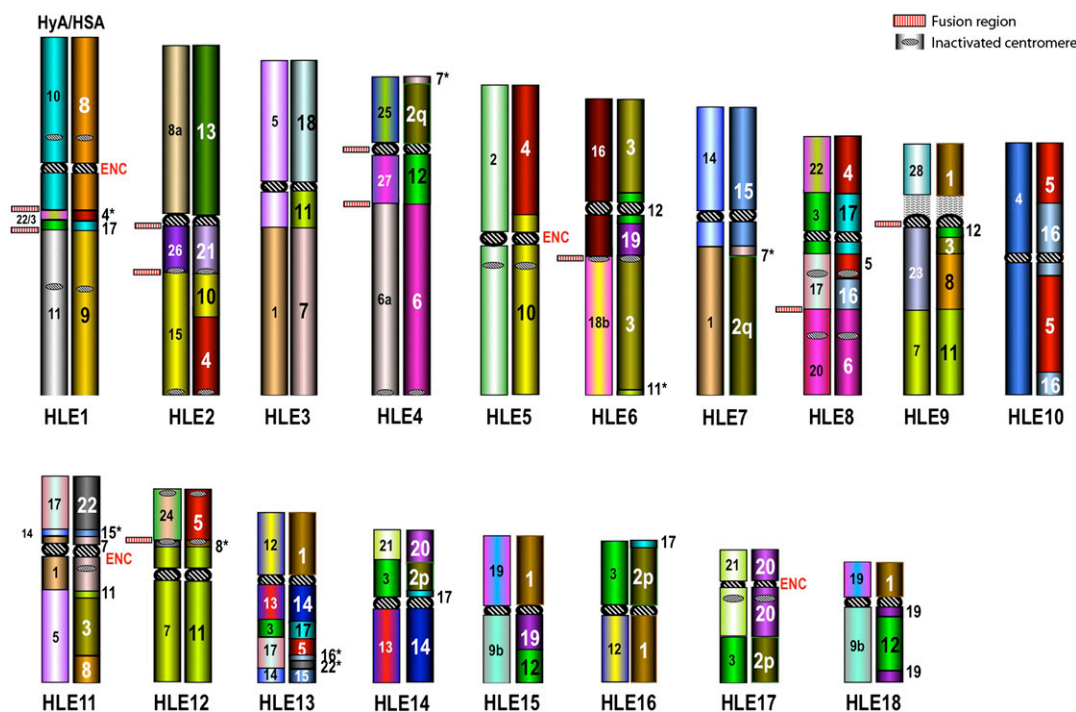 HyA/HSA
Fusion region
Inactivated centromere
10 8 ENC 22/3 4* 17 11 9
8a 13 26 21 10 15 4
5 18 11 1 7
7* 25 2q 27 12 6a 6
2 4 ENC 10
16 3 12 19 18b 3 11*
14 15 7* 1 2q
22 4 3 17 5 17 16 20 6
28 1 12 3 23 8 7 11
4 5 16 5 16
HLE1 HLE2 HLE3 HLE4 HLE5 HLE6 HLE7 HLE8 HLE9 HLE10
17 22 14 15* 7 ENC 1 11 3 5 8
24 5 8* 7 11
12 1 13 14 3 17 17 5 16* 22* 14 15
21 20 3 2p 17 13 14
19 1 9b 19 12
17 3 2p 12 1
21 20 ENC 20 3 2p
19 1 19 9b 12 19
HLE11 HLE12 HLE13 HLE14 HLE15 HLE16 HLE17 HLE18